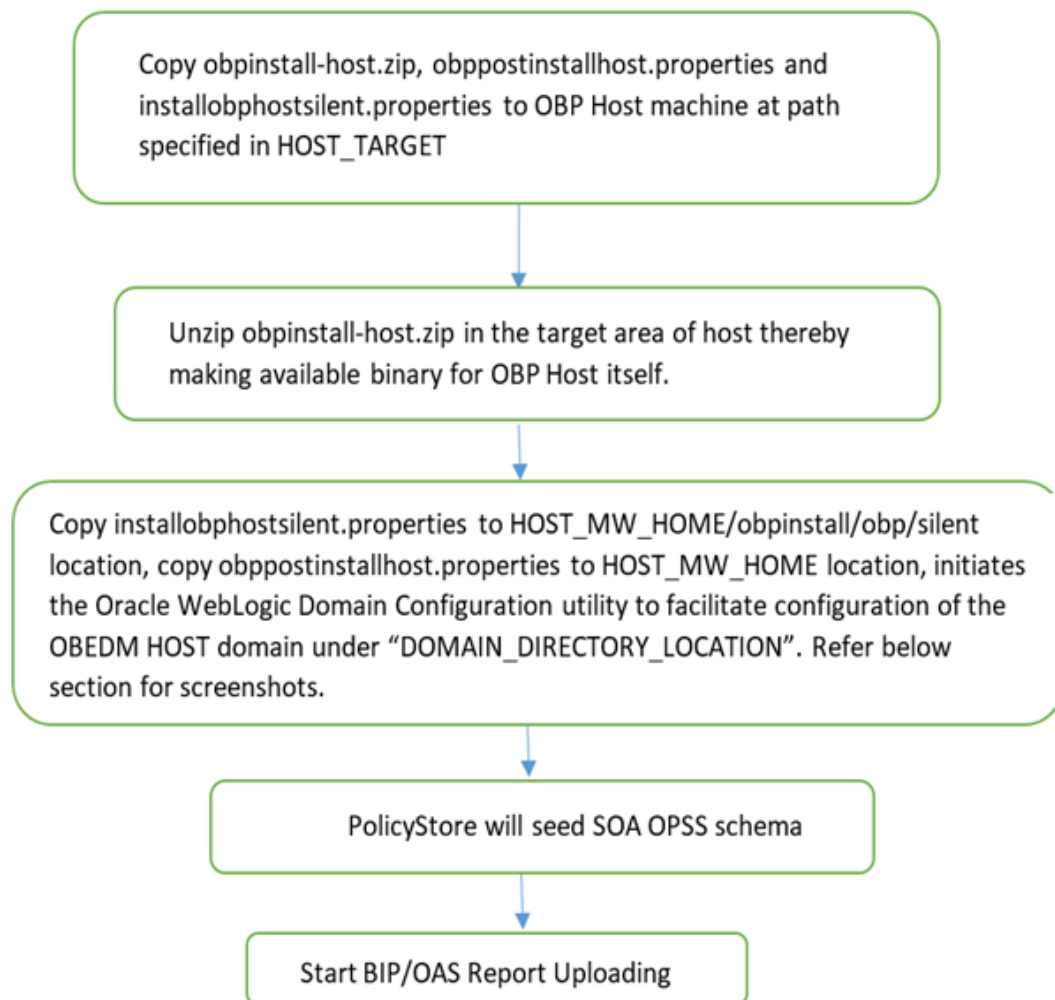 Copy obpinstall-host.zip, obppostinstallhost.properties and
installobphostsilent.properties to OBP Host machine at path
specified in HOST_TARGET
Unzip obpinstall-host.zip in the target area of host thereby
making available binary for OBP Host itself.
Copy installobphostsilent.properties to HOST_MW_HOME/obpinstall/obp/silent
location, copy obppostinstallhost.properties to HOST_MW_HOME location, initiates
the Oracle WebLogic Domain Configuration utility to facilitate configuration of the
OBEDM HOST domain under “DOMAIN_DIRECTORY_LOCATION”. Refer below
section for screenshots.
PolicyStore will seed SOA OPSS schema
Start BIP/OAS Report Uploading